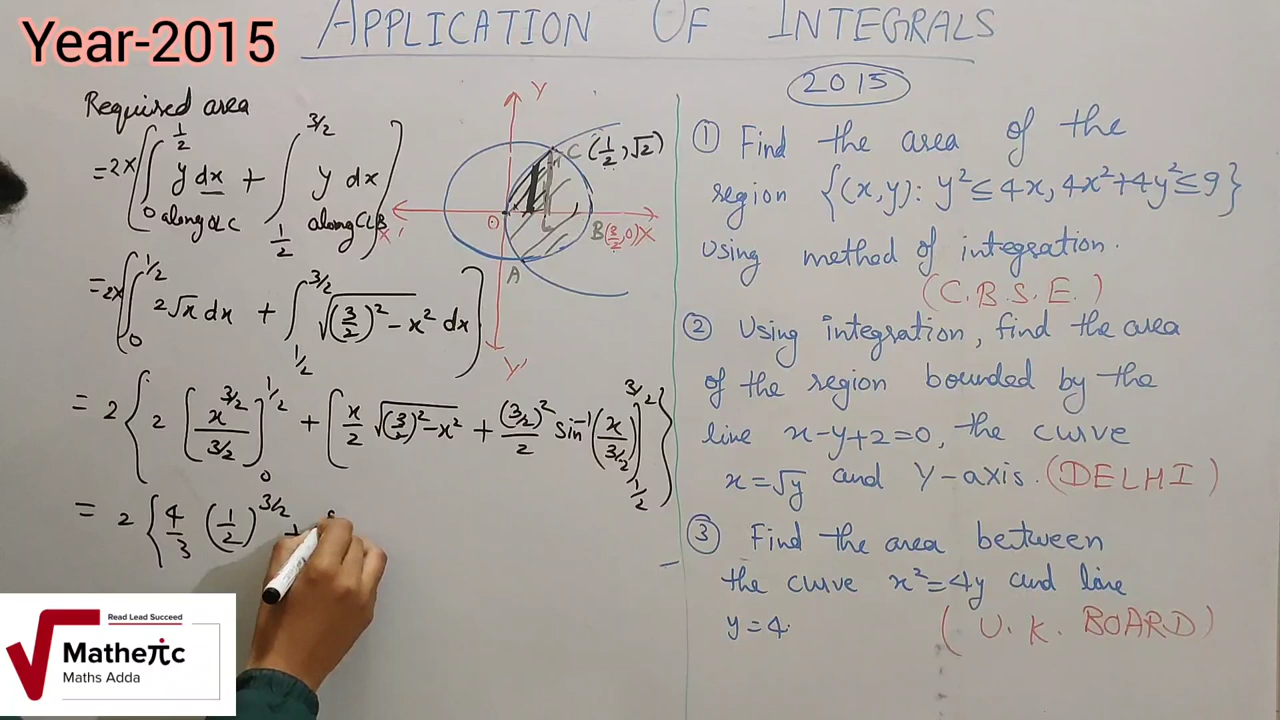 Year-2015
APPLICATION OF INTEGRALS
Required area
= 2x [ ∫₀^{1/2} y dx + ∫_{1/2}^{3/2} y dx ]
along OLC along CLB
= 2x [ ∫₀^{1/2} 2√x dx + ∫_{1/2}^{3/2} √((3/2)² - x²) dx ]
= 2 { 2 [ x^{3/2} / 3/2 ]₀^{1/2} + [ x/2 √((3/2)² - x²) + (3/2)²/2 sin⁻¹ (x / 3/2) ]_{1/2}^{3/2} }
= 2 { 4/3 (1/2)^{3/2} +
Y
C (1/2, √2)
X' O L B(3/2, 0) X
A
Y'
2015
① Find the area of the
region {(x,y): y² ≤ 4x, 4x²+4y² ≤ 9}
using method of integration.
(C.B.S.E.)
② Using integration, find the area
of the region bounded by the
line x-y+2=0, the curve
x=√y and Y-axis. (DELHI)
③ Find the area between
the curve x²=4y and line
y=4. (U.K. BOARD)
Read Lead Succeed
Matheπc
Maths Adda